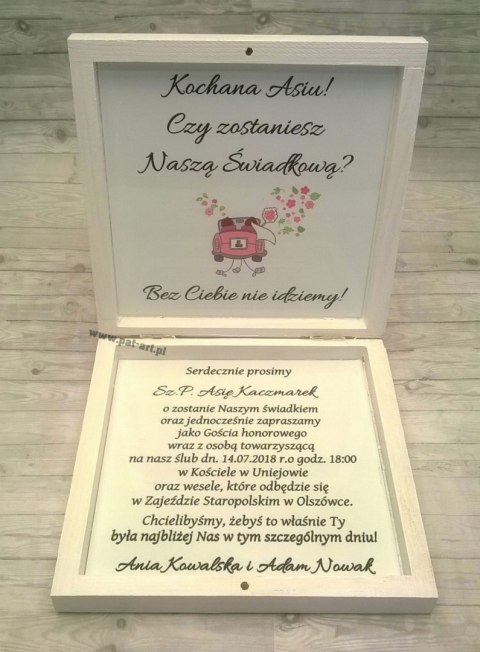 Kochana Asiu!
Czy zostaniesz
Naszą Świadkową?
Bez Ciebie nie idziemy!
www.pat-art.pl
Serdecznie prosimy
Sz.P. Asię Kaczmarek
o zostanie Naszym świadkiem
oraz jednocześnie zapraszamy
jako Gościa honorowego
wraz z osobą towarzyszącą
na nasz ślub dn. 14.07.2018 r.o godz. 18:00
w Kościele w Uniejowie
oraz wesele, które odbędzie się
w Zajeździe Staropolskim w Olszówce.
Chcielibyśmy, żebyś to właśnie Ty
była najbliżej Nas w tym szczególnym dniu!
Ania Kowalska i Adam Nowak